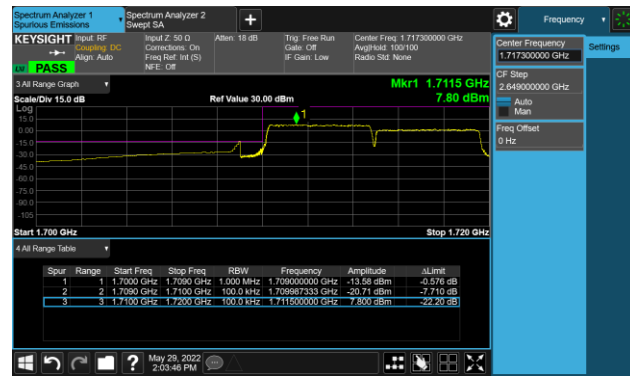 Spectrum Analyzer 1
Spurious Emissions
Spectrum Analyzer 2
Swept SA
Frequency
KEYSIGHT
Input: RF
Coupling: DC
Align: Auto
Input Z: 50 Ω
Corrections: On
Freq Ref: Int (S)
NFE: Off
Atten: 18 dB
Trig: Free Run
Gate: Off
IF Gain: Low
Center Freq: 1.717300000 GHz
Avg|Hold: 100/100
Radio Std: None
PASS
3 All Range Graph
Mkr1 1.7115 GHz
Scale/Div 15.0 dB
Ref Value 30.00 dBm
7.80 dBm
Log
15.0
0.00
-15.0
-30.0
-45.0
-60.0
-75.0
-90.0
-105
1
Start 1.700 GHz
Stop 1.720 GHz
4 All Range Table
Spur Range Start Freq Stop Freq RBW Frequency Amplitude ΔLimit
1 1 1.7000 GHz 1.7090 GHz 1.000 MHz 1.709000000 GHz -13.58 dBm -0.576 dB
2 2 1.7090 GHz 1.7100 GHz 100.0 kHz 1.709987333 GHz -20.71 dBm -7.710 dB
3 3 1.7100 GHz 1.7200 GHz 100.0 kHz 1.711500000 GHz 7.800 dBm -22.20 dB
May 29, 2022
2:03:46 PM
Center Frequency
1.717300000 GHz
Settings
CF Step
2.649000000 GHz
Auto
Man
Freq Offset
0 Hz